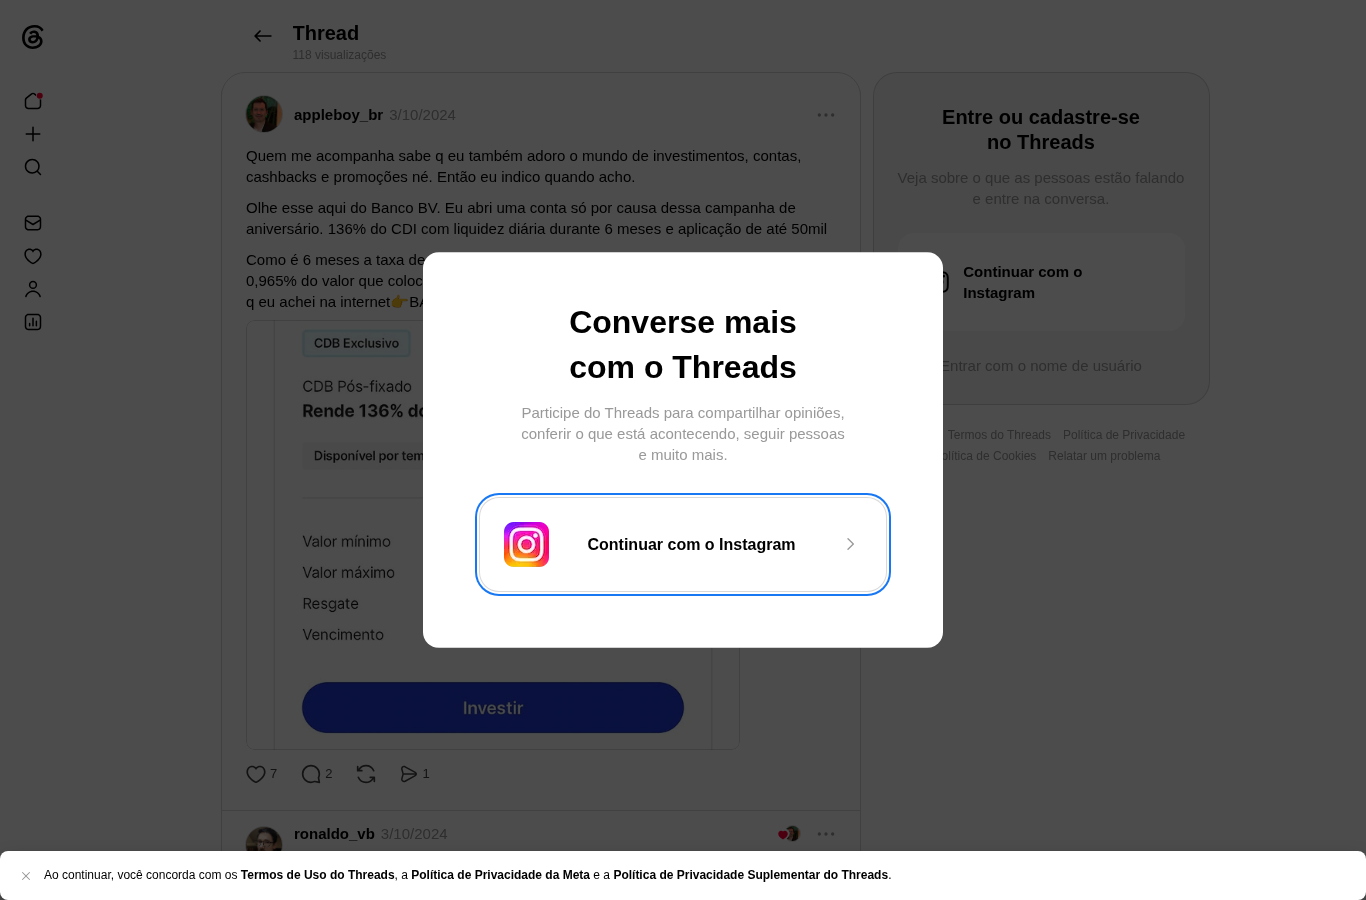 Thread
118 visualizações
appleboy_br 3/10/2024
Quem me acompanha sabe q eu também adoro o mundo de investimentos, contas,
cashbacks e promoções né. Então eu indico quando acho.
Olhe esse aqui do Banco BV. Eu abri uma conta só por causa dessa campanha de
aniversário. 136% do CDI com liquidez diária durante 6 meses e aplicação de até 50mil
Como é 6 meses a taxa de
0,965% do valor que coloc
q eu achei na internet👉BA
CDB Exclusivo
CDB Pós-fixado
Rende 136% do
Disponível por tem
Valor mínimo
Valor máximo
Resgate
Vencimento
Investir
7
2
1
ronaldo_vb 3/10/2024
Entre ou cadastre-se
no Threads
Veja sobre o que as pessoas estão falando
e entre na conversa.
Continuar com o
Instagram
Entrar com o nome de usuário
Termos do Threads Política de Privacidade
olítica de Cookies Relatar um problema
Converse mais
com o Threads
Participe do Threads para compartilhar opiniões,
conferir o que está acontecendo, seguir pessoas
e muito mais.
Continuar com o Instagram
Ao continuar, você concorda com os Termos de Uso do Threads, a Política de Privacidade da Meta e a Política de Privacidade Suplementar do Threads.